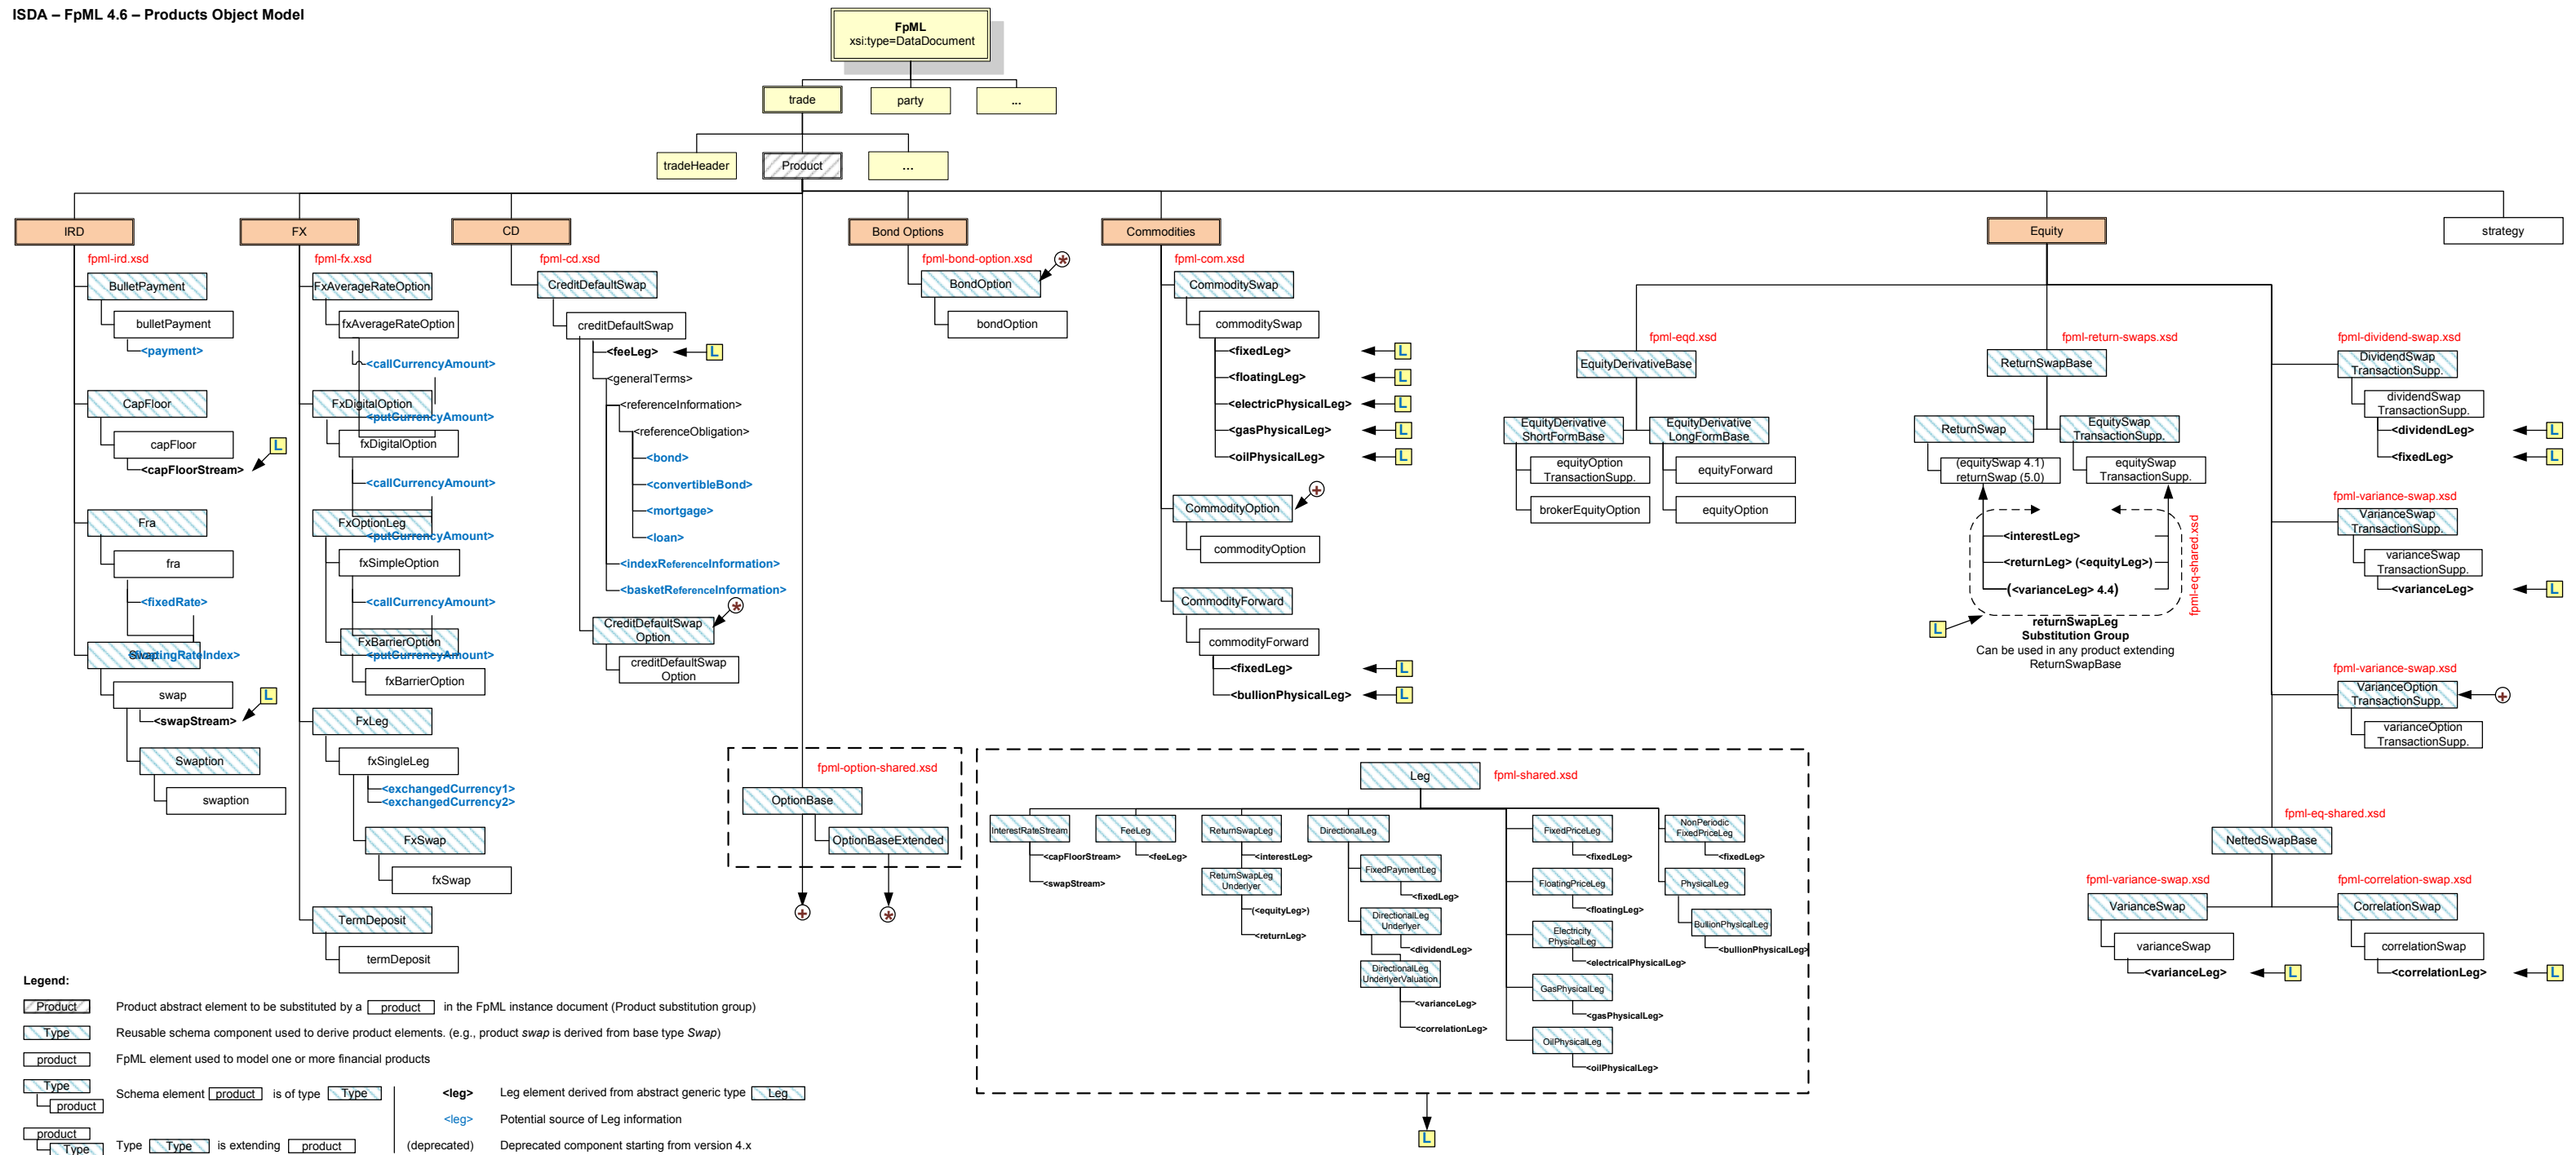 ISDA – FpML 4.6 – Products Object Model
FpML
xsi:type=DataDocument
trade
party
...
tradeHeader
Product
...
IRD
fpml-ird.xsd
BulletPayment
bulletPayment
<payment>
CapFloor
capFloor
L
<capFloorStream>
Fra
fra
<fixedRate>
Swap
<floatingRateIndex>
swap
L
<swapStream>
Swaption
swaption
FX
fpml-fx.xsd
FxAverageRateOption
fxAverageRateOption
<callCurrencyAmount>
FxDigitalOption
<putCurrencyAmount>
fxDigitalOption
<callCurrencyAmount>
FxOptionLeg
<putCurrencyAmount>
fxSimpleOption
<callCurrencyAmount>
FxBarrierOption
<putCurrencyAmount>
fxBarrierOption
FxLeg
fxSingleLeg
<exchangedCurrency1>
<exchangedCurrency2>
FxSwap
fxSwap
TermDeposit
termDeposit
CD
fpml-cd.xsd
CreditDefaultSwap
creditDefaultSwap
<feeLeg>
L
<generalTerms>
<referenceInformation>
<referenceObligation>
<bond>
<convertibleBond>
<mortgage>
<loan>
<indexReferenceInformation>
<basketReferenceInformation>
*
CreditDefaultSwap
Option
creditDefaultSwap
Option
fpml-option-shared.xsd
OptionBase
OptionBaseExtended
+
*
Bond Options
fpml-bond-option.xsd
*
BondOption
bondOption
Commodities
fpml-com.xsd
CommoditySwap
commoditySwap
<fixedLeg>
L
<floatingLeg>
L
<electricPhysicalLeg>
L
<gasPhysicalLeg>
L
<oilPhysicalLeg>
L
+
CommodityOption
commodityOption
CommodityForward
commodityForward
<fixedLeg>
L
<bullionPhysicalLeg>
L
Equity
fpml-eqd.xsd
EquityDerivativeBase
EquityDerivative
ShortFormBase
equityOption
TransactionSupp.
brokerEquityOption
EquityDerivative
LongFormBase
equityForward
equityOption
fpml-return-swaps.xsd
ReturnSwapBase
ReturnSwap
(equitySwap 4.1)
returnSwap (5.0)
EquitySwap
TransactionSupp.
equitySwap
TransactionSupp.
<interestLeg>
<returnLeg> (<equityLeg>)
(<varianceLeg> 4.4)
fpml-eq-shared.xsd
L
returnSwapLeg
Substitution Group
Can be used in any product extending
ReturnSwapBase
strategy
fpml-dividend-swap.xsd
DividendSwap
TransactionSupp.
dividendSwap
TransactionSupp.
<dividendLeg>
L
<fixedLeg>
L
fpml-variance-swap.xsd
VarianceSwap
TransactionSupp.
varianceSwap
TransactionSupp.
<varianceLeg>
L
fpml-variance-swap.xsd
VarianceOption
TransactionSupp.
+
varianceOption
TransactionSupp.
fpml-eq-shared.xsd
NettedSwapBase
fpml-variance-swap.xsd
VarianceSwap
varianceSwap
<varianceLeg>
L
fpml-correlation-swap.xsd
CorrelationSwap
correlationSwap
<correlationLeg>
L
Leg
fpml-shared.xsd
InterestRateStream
<capFloorStream>
<swapStream>
FeeLeg
<feeLeg>
ReturnSwapLeg
<interestLeg>
ReturnSwapLeg
Underlyer
(<equityLeg>)
<returnLeg>
DirectionalLeg
FixedPaymentLeg
<fixedLeg>
DirectionalLeg
Underlyer
<dividendLeg>
DirectionalLeg
UnderlyerValuation
<varianceLeg>
<correlationLeg>
FixedPriceLeg
<fixedLeg>
FloatingPriceLeg
<floatingLeg>
Electricity
PhysicalLeg
<electricalPhysicalLeg>
GasPhysicalLeg
<gasPhysicalLeg>
OilPhysicalLeg
<oilPhysicalLeg>
NonPeriodic
FixedPriceLeg
<fixedLeg>
PhysicalLeg
BullionPhysicalLeg
<bullionPhysicalLeg>
L
Legend:
Product Product abstract element to be substituted by a product in the FpML instance document (Product substitution group)
Type Reusable schema component used to derive product elements. (e.g., product swap is derived from base type Swap)
product FpML element used to model one or more financial products
Type
product
Schema element product is of type Type
product
Type
Type Type is extending product
<leg> Leg element derived from abstract generic type Leg
<leg> Potential source of Leg information
(deprecated) Deprecated component starting from version 4.x